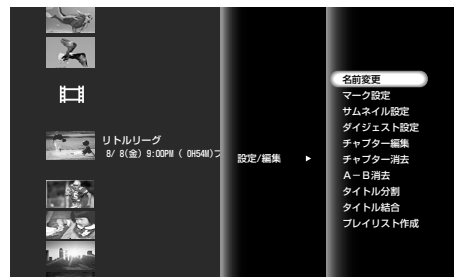 リトルリーグ
8/ 8(金) 9:00PM ( 0H54M)フ
設定/編集 ▶
名前変更
マーク設定
サムネイル設定
ダイジェスト設定
チャプター編集
チャプター消去
A－B消去
タイトル分割
タイトル結合
プレイリスト作成